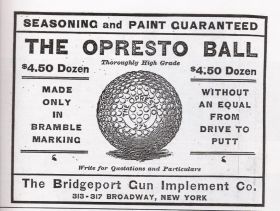 SEASONING and PAINT GUARANTEED
THE OPRESTO BALL
Thoroughly High Grade
$4.50 Dozen
$4.50 Dozen
MADE
ONLY
IN
BRAMBLE
MARKING
WITHOUT
AN EQUAL
FROM
DRIVE TO
PUTT
Write for Quotations and Particulars
The Bridgeport Gun Implement Co.
313-317 BROADWAY, NEW YORK